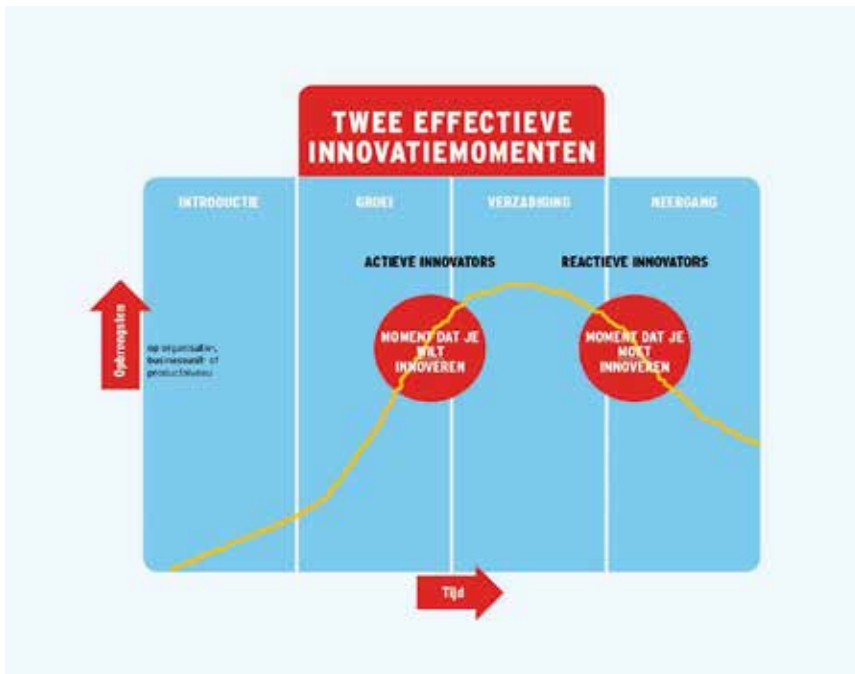 TWEE EFFECTIEVE
INNOVATIEMOMENTEN
INTRODUCTIE
GROEI
VERZADIGING
NEERGANG
ACTIEVE INNOVATORS
REACTIEVE INNOVATORS
Opbrengsten
op organisatie-,
businessunit- of
productniveau
MOMENT DAT JE
WILT
INNOVEREN
MOMENT DAT JE
MOET
INNOVEREN
Tijd